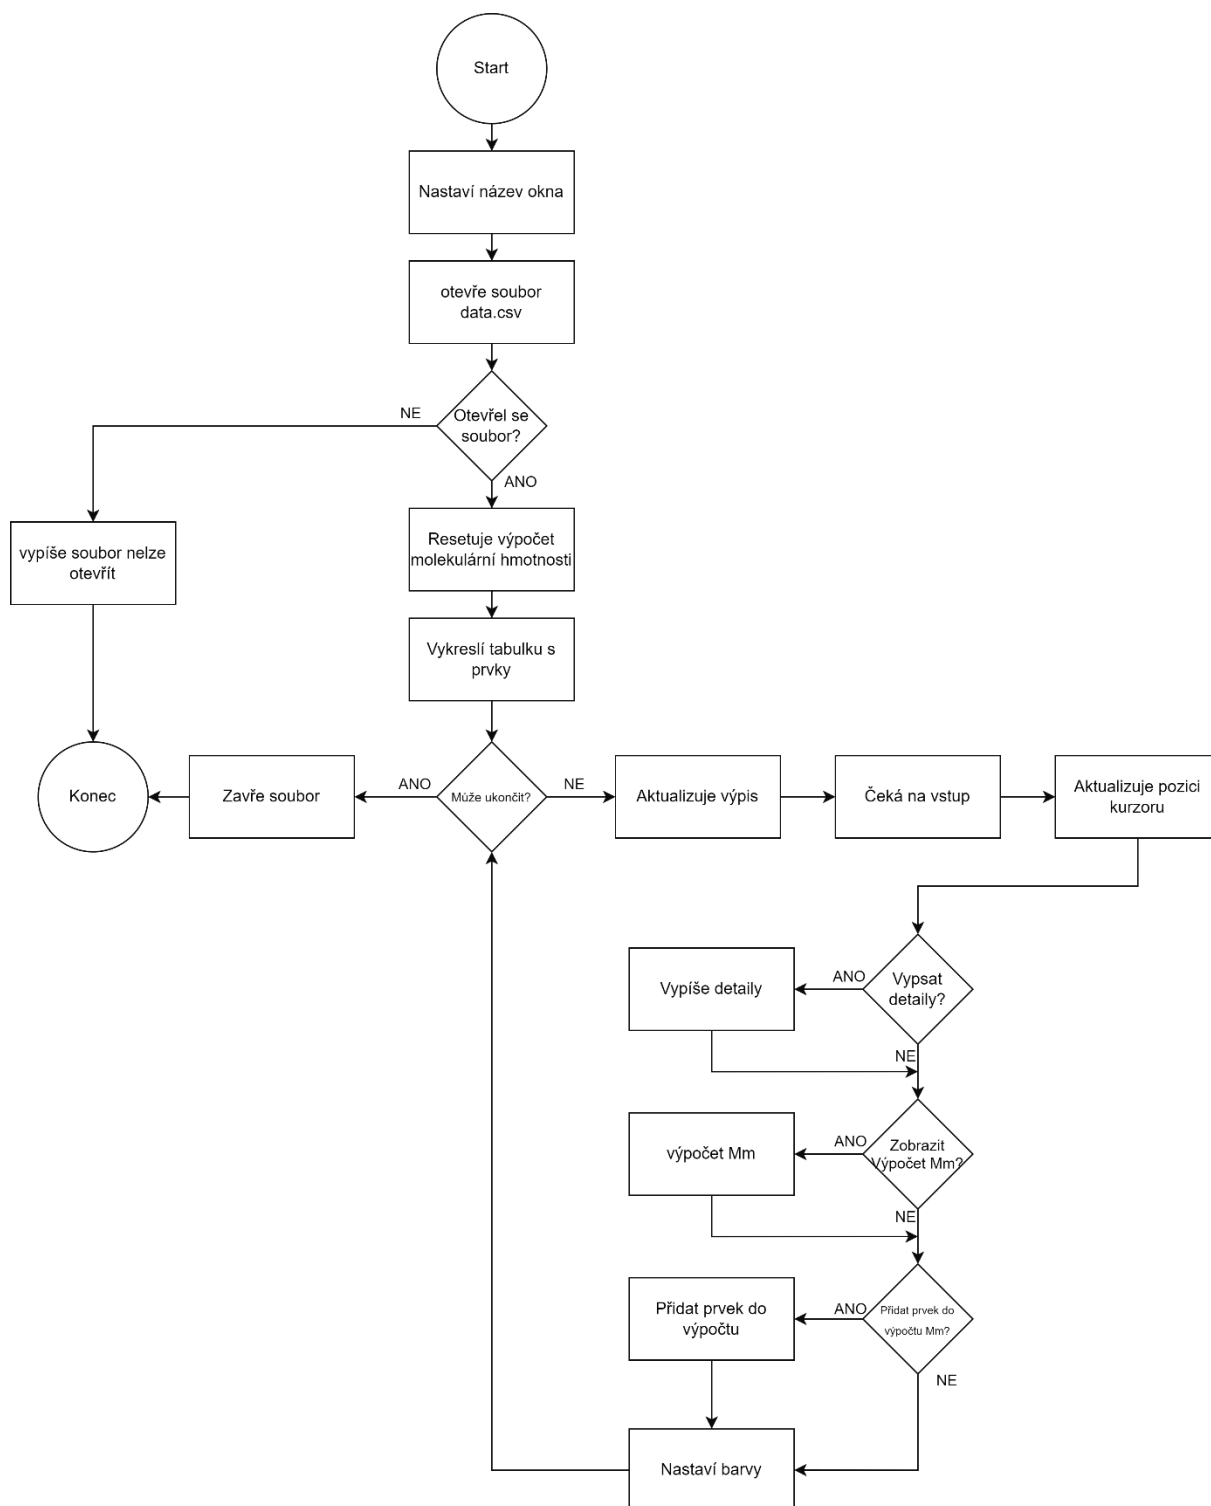 Start
Nastaví název okna
otevře soubor
data.csv
NE
Otevřel se
soubor?
ANO
vypíše soubor nelze
otevřít
Resetuje výpočet
molekulární hmotnosti
Vykreslí tabulku s
prvky
Konec
Zavře soubor
ANO
Může ukončit?
NE
Aktualizuje výpis
Čeká na vstup
Aktualizuje pozici
kurzoru
Vypíše detaily
ANO
Vypsat
detaily?
NE
výpočet Mm
ANO
Zobrazit
Výpočet Mm?
NE
Přidat prvek do
výpočtu
ANO
Přidat prvek do
výpočtu Mm?
NE
Nastaví barvy